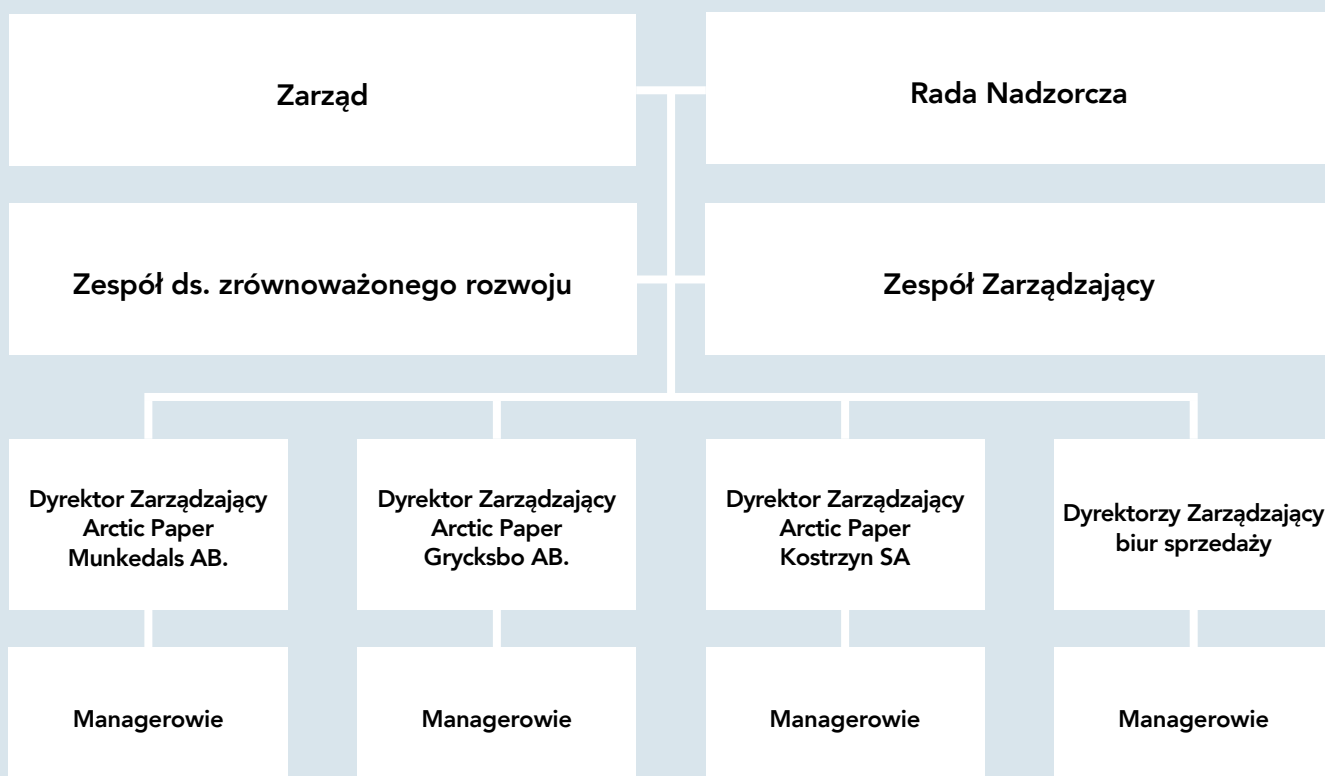 Zarząd
Rada Nadzorcza
Zespół ds. zrównoważonego rozwoju
Zespół Zarządzający
Dyrektor Zarządzający
Arctic Paper
Munkedals AB.
Dyrektor Zarządzający
Arctic Paper
Grycksbo AB.
Dyrektor Zarządzający
Arctic Paper
Kostrzyn SA
Dyrektorzy Zarządzający
biur sprzedaży
Managerowie
Managerowie
Managerowie
Managerowie